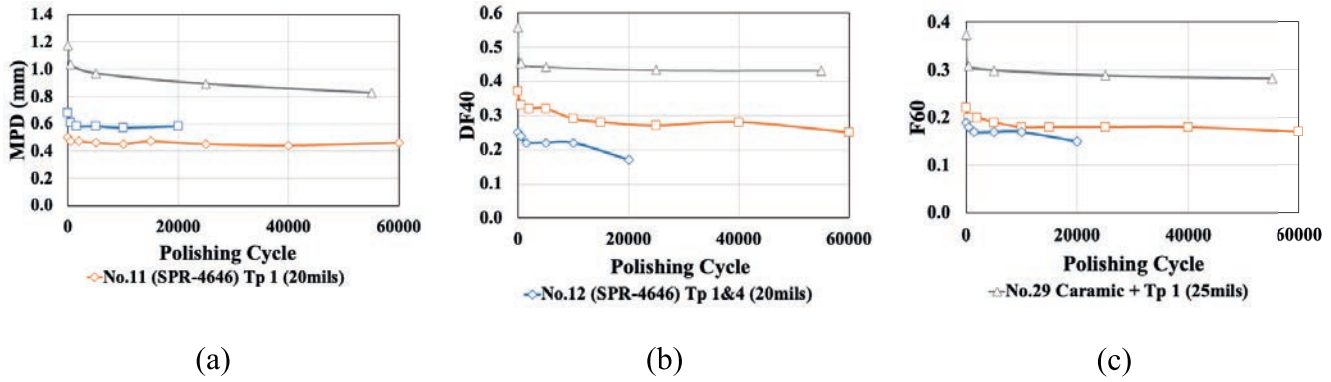 MPD (mm)
1.4
1.2
1.0
0.8
0.6
0.4
0.2
0.0
0
20000
40000
60000
Polishing Cycle
No.11 (SPR-4646) Tp 1 (20mils)
(a)
DF40
0.6
0.5
0.4
0.3
0.2
0.1
0.0
0
20000
40000
60000
Polishing Cycle
No.12 (SPR-4646) Tp 1&4 (20mils)
(b)
F60
0.4
0.3
0.2
0.1
0.0
0
20000
40000
60000
Polishing Cycle
No.29 Caramic + Tp 1 (25mils)
(c)